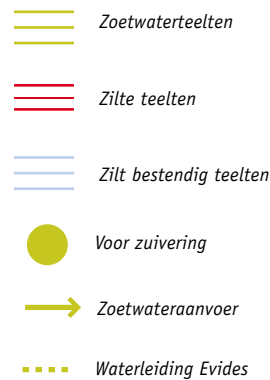 Zoetwaterteelten
Zilte teelten
Zilt bestendig teelten
Voor zuivering
Zoetwateraanvoer
Waterleiding Evides